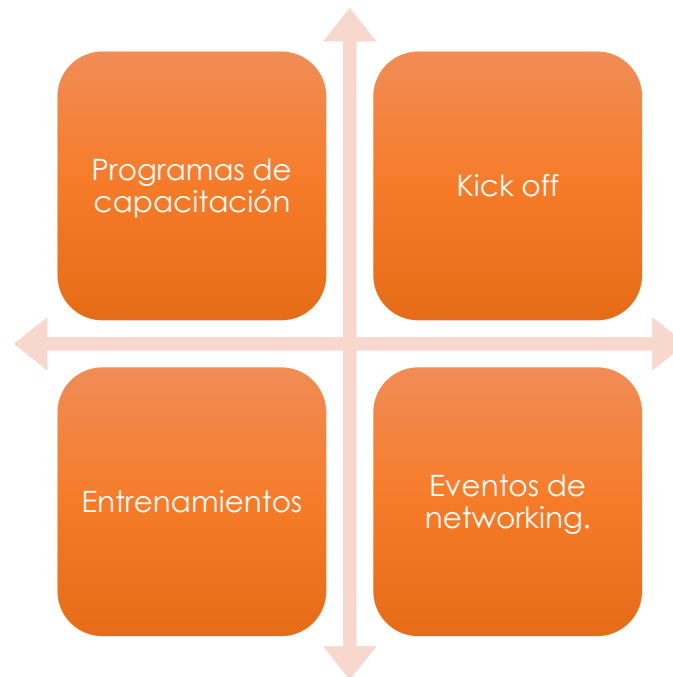 Programas de
capacitación
Kick off
Entrenamientos
Eventos de
networking.